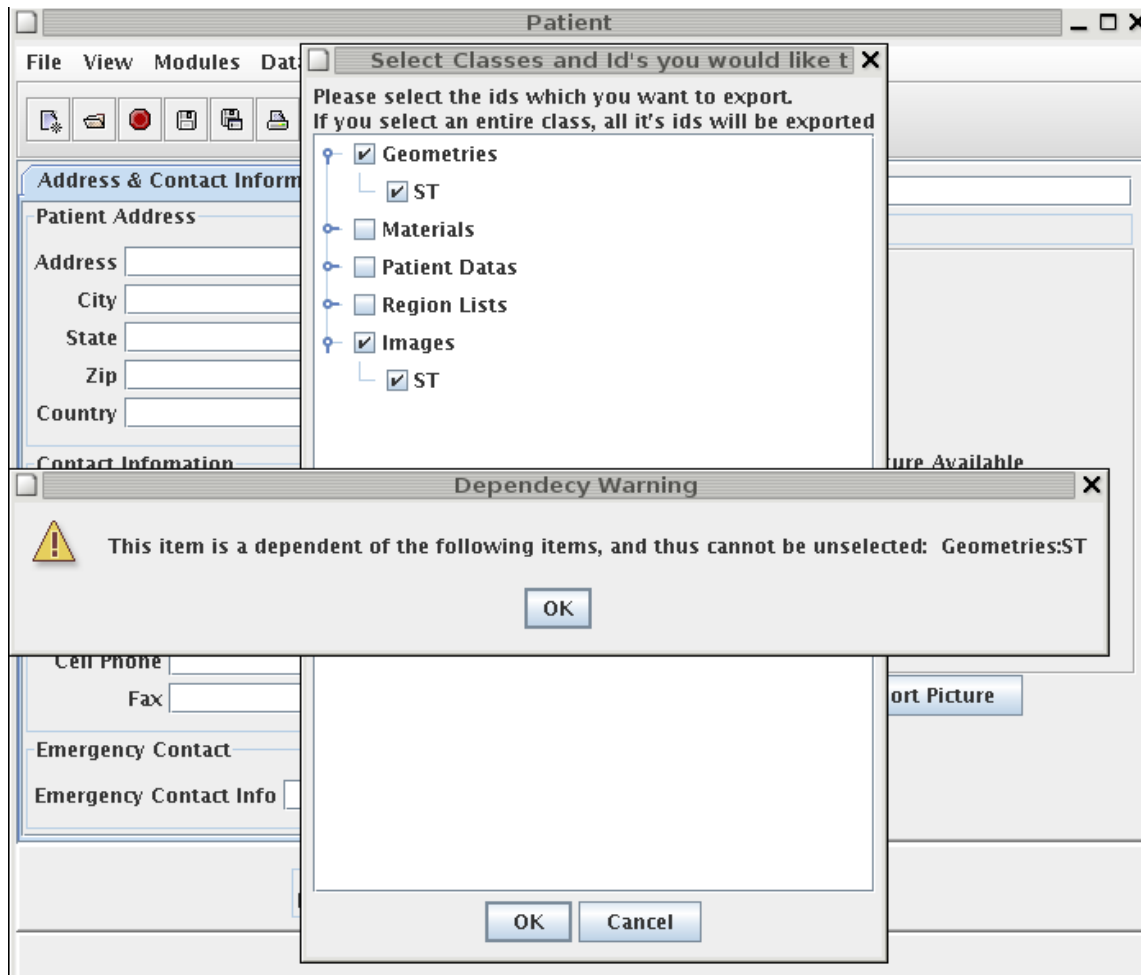 Patient
File View Modules Dat
Select Classes and Id's you would like t
Please select the ids which you want to export.
If you select an entire class, all it's ids will be exported
Geometries
ST
Materials
Patient Datas
Region Lists
Images
ST
Address & Contact Inform
Patient Address
Address
City
State
Zip
Country
Contact Infomation
ure Available
Dependecy Warning
This item is a dependent of the following items, and thus cannot be unselected: Geometries:ST
OK
Cell Phone
Fax
ort Picture
Emergency Contact
Emergency Contact Info
OK Cancel